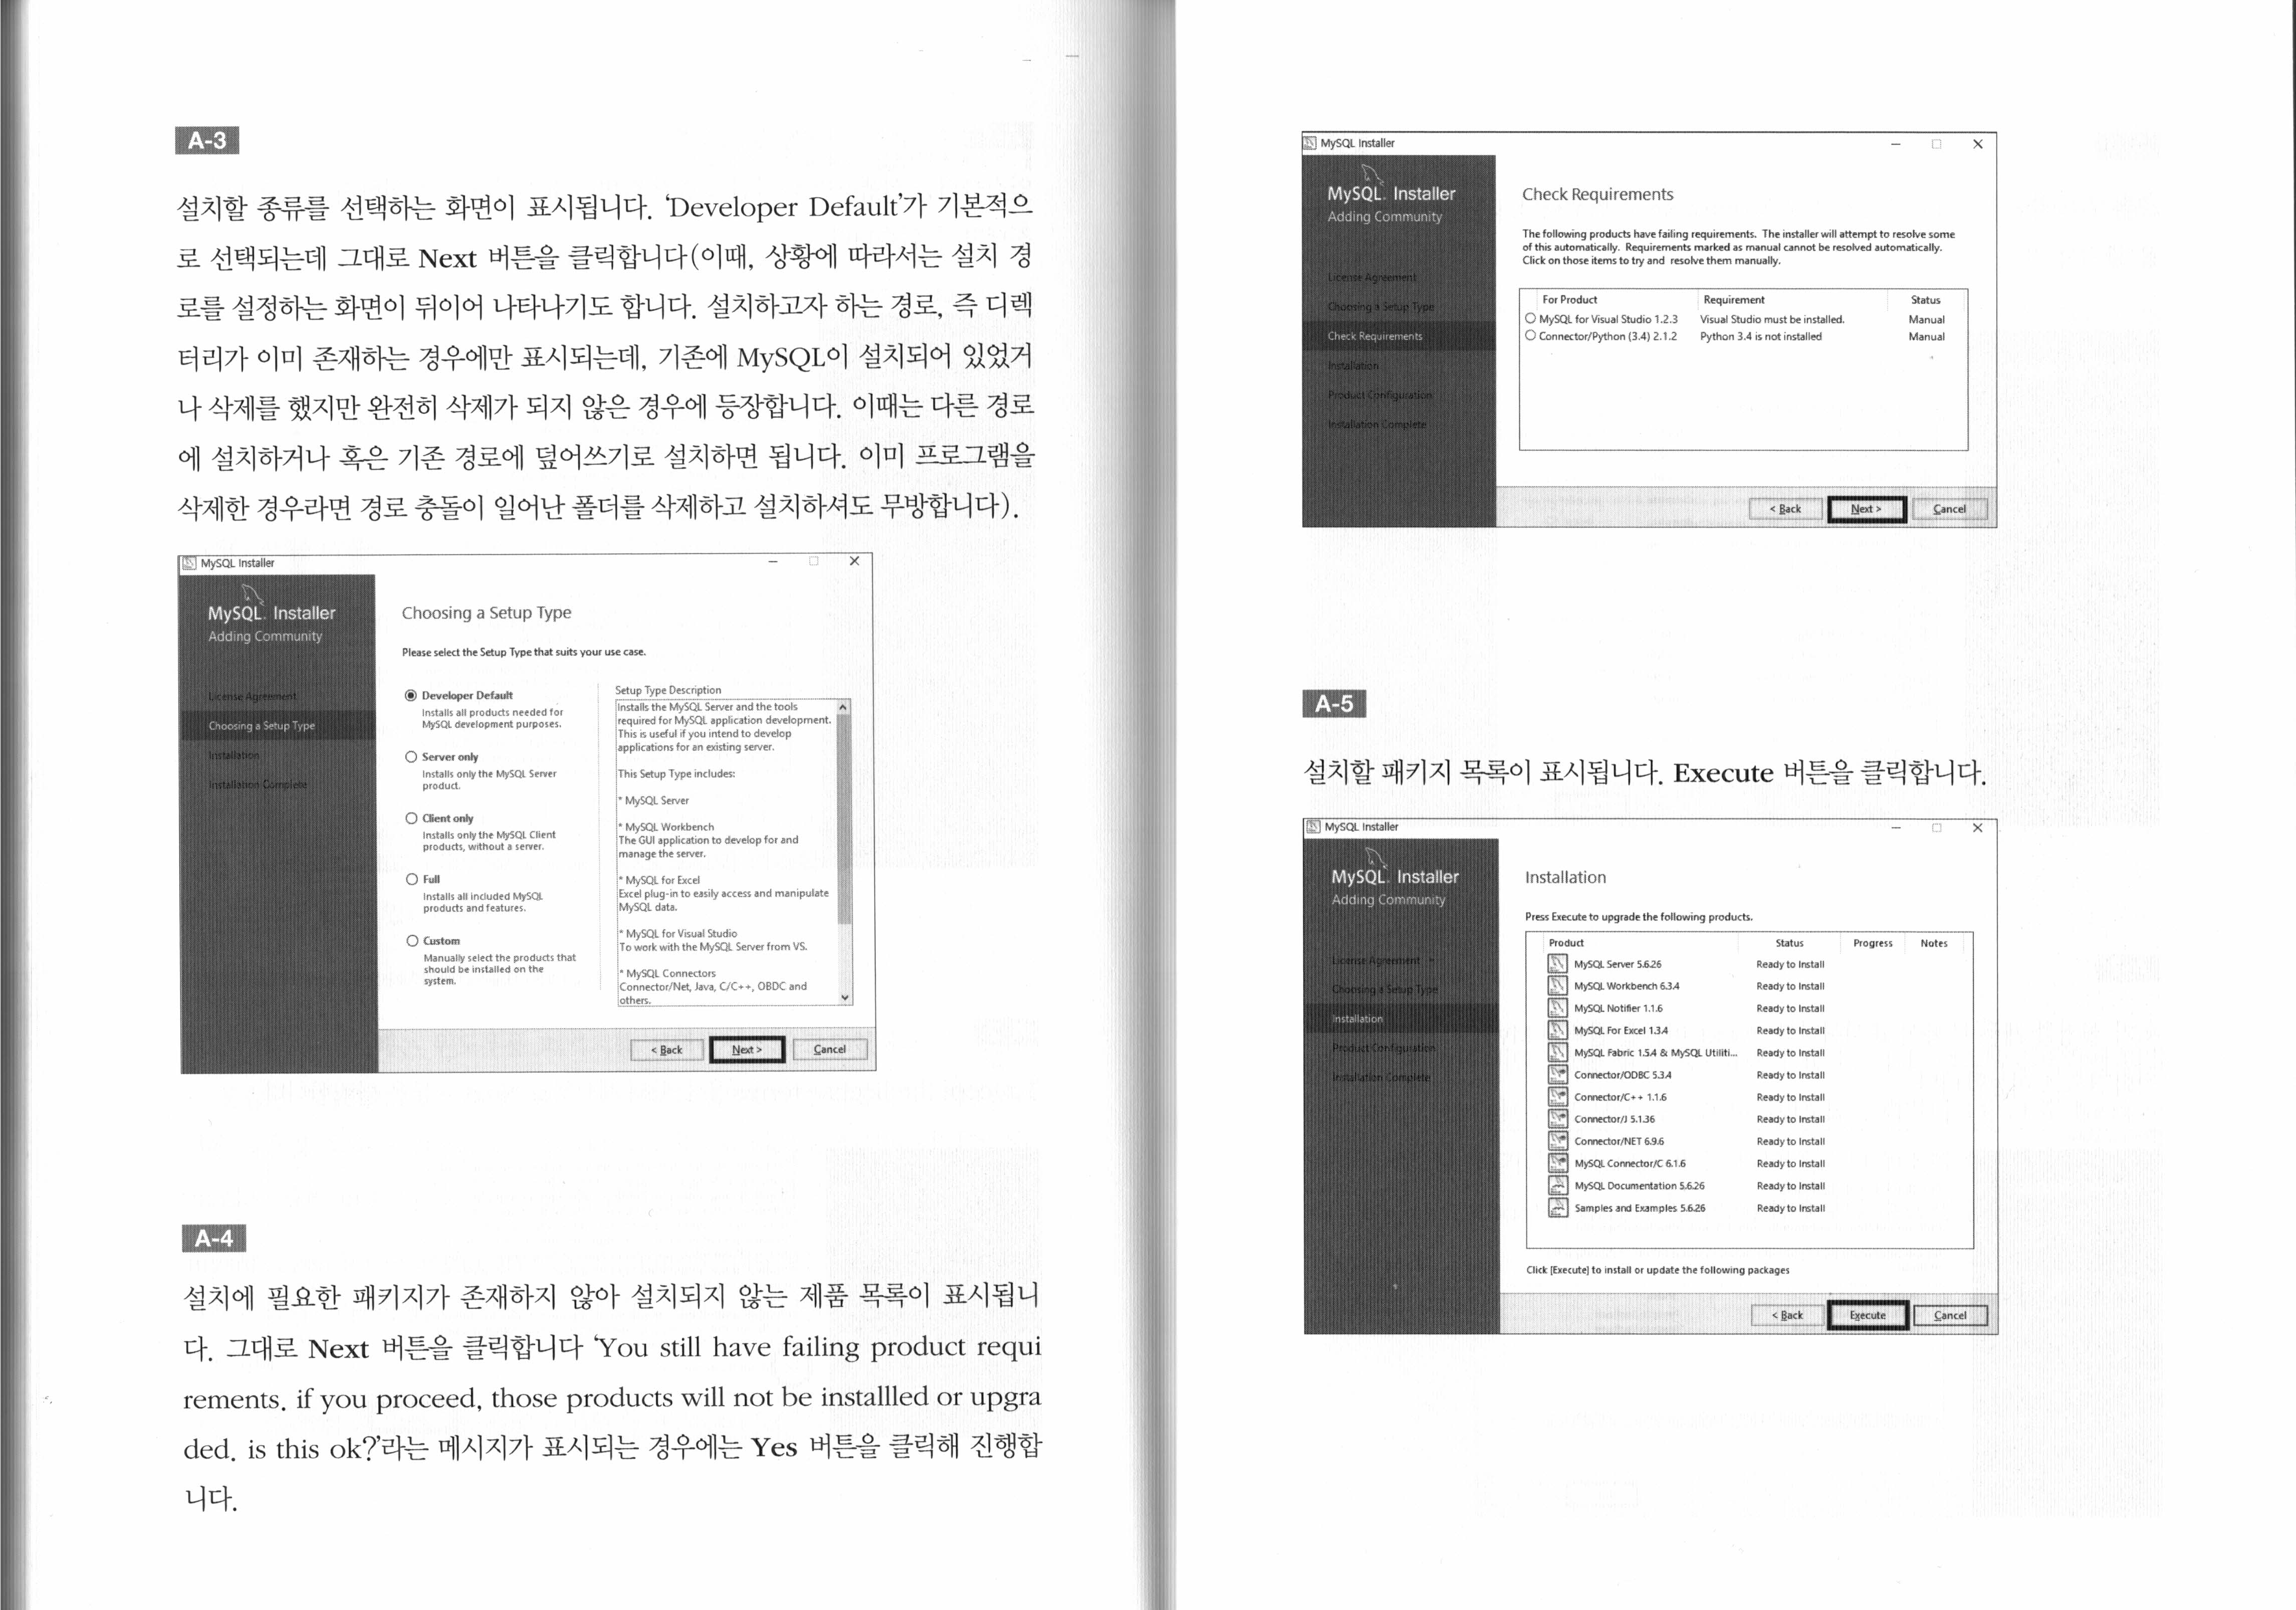 A-3
설치할 종류를 선택하는 화면이 표시됩니다. ‘Developer Default’가 기본적으
로 선택되는데 그대로 Next 버튼을 클릭합니다(이때, 상황에 따라서는 설치 경
로를 설정하는 화면이 뒤이어 나타나기도 합니다. 설치하고자 하는 경로, 즉 디렉
터리가 이미 존재하는 경우에만 표시되는데, 기존에 MySQL이 설치되어 있었거
나 삭제를 했지만 완전히 삭제가 되지 않은 경우에 등장합니다. 이때는 다른 경로
에 설치하거나 혹은 기존 경로에 덮어쓰기로 설치하면 됩니다. 이미 프로그램을
삭제한 경우라면 경로 충돌이 일어난 폴더를 삭제하고 설치하셔도 무방합니다).
MySQL Installer
MySQL. Installer
Adding Community
License Agreement
Choosing a Setup Type
Installation
Installation Complete
Choosing a Setup Type
Please select the Setup Type that suits your use case.
Developer Default
Installs all products needed for
MySQL development purposes.
Server only
Installs only the MySQL Server
product.
Client only
Installs only the MySQL Client
products, without a server.
Full
Installs all included MySQL
products and features.
Custom
Manually select the products that
should be installed on the
system.
Setup Type Description
Installs the MySQL Server and the tools
required for MySQL application development.
This is useful if you intend to develop
applications for an existing server.
This Setup Type includes:
* MySQL Server
* MySQL Workbench
The GUI application to develop for and
manage the server.
* MySQL for Excel
Excel plug-in to easily access and manipulate
MySQL data.
* MySQL for Visual Studio
To work with the MySQL Server from VS.
* MySQL Connectors
Connector/Net, Java, C/C++, OBDC and
others.
< Back
Next >
Cancel
A-4
설치에 필요한 패키지가 존재하지 않아 설치되지 않는 제품 목록이 표시됩니
다. 그대로 Next 버튼을 클릭합니다 ‘You still have failing product requi
rements. if you proceed, those products will not be installled or upgra
ded. is this ok?’라는 메시지가 표시되는 경우에는 Yes 버튼을 클릭해 진행합
니다.
MySQL Installer
MySQL. Installer
Adding Community
License Agreement
Choosing a Setup Type
Check Requirements
Installation
Product Configuration
Installation Complete
Check Requirements
The following products have failing requirements. The installer will attempt to resolve some
of this automatically. Requirements marked as manual cannot be resolved automatically.
Click on those items to try and resolve them manually.
For Product Requirement Status
MySQL for Visual Studio 1.2.3 Visual Studio must be installed. Manual
Connector/Python (3.4) 2.1.2 Python 3.4 is not installed Manual
< Back
Next >
Cancel
A-5
설치할 패키지 목록이 표시됩니다. Execute 버튼을 클릭합니다.
MySQL Installer
MySQL. Installer
Adding Community
License Agreement
Choosing a Setup Type
Installation
Product Configuration
Installation Complete
Installation
Press Execute to upgrade the following products.
Product Status Progress Notes
MySQL Server 5.6.26 Ready to Install
MySQL Workbench 6.3.4 Ready to Install
MySQL Notifier 1.1.6 Ready to Install
MySQL For Excel 1.3.4 Ready to Install
MySQL Fabric 1.5.4 & MySQL Utiliti... Ready to Install
Connector/ODBC 5.3.4 Ready to Install
Connector/C++ 1.1.6 Ready to Install
Connector/J 5.1.36 Ready to Install
Connector/NET 6.9.6 Ready to Install
MySQL Connector/C 6.1.6 Ready to Install
MySQL Documentation 5.6.26 Ready to Install
Samples and Examples 5.6.26 Ready to Install
Click [Execute] to install or update the following packages
< Back
Execute
Cancel